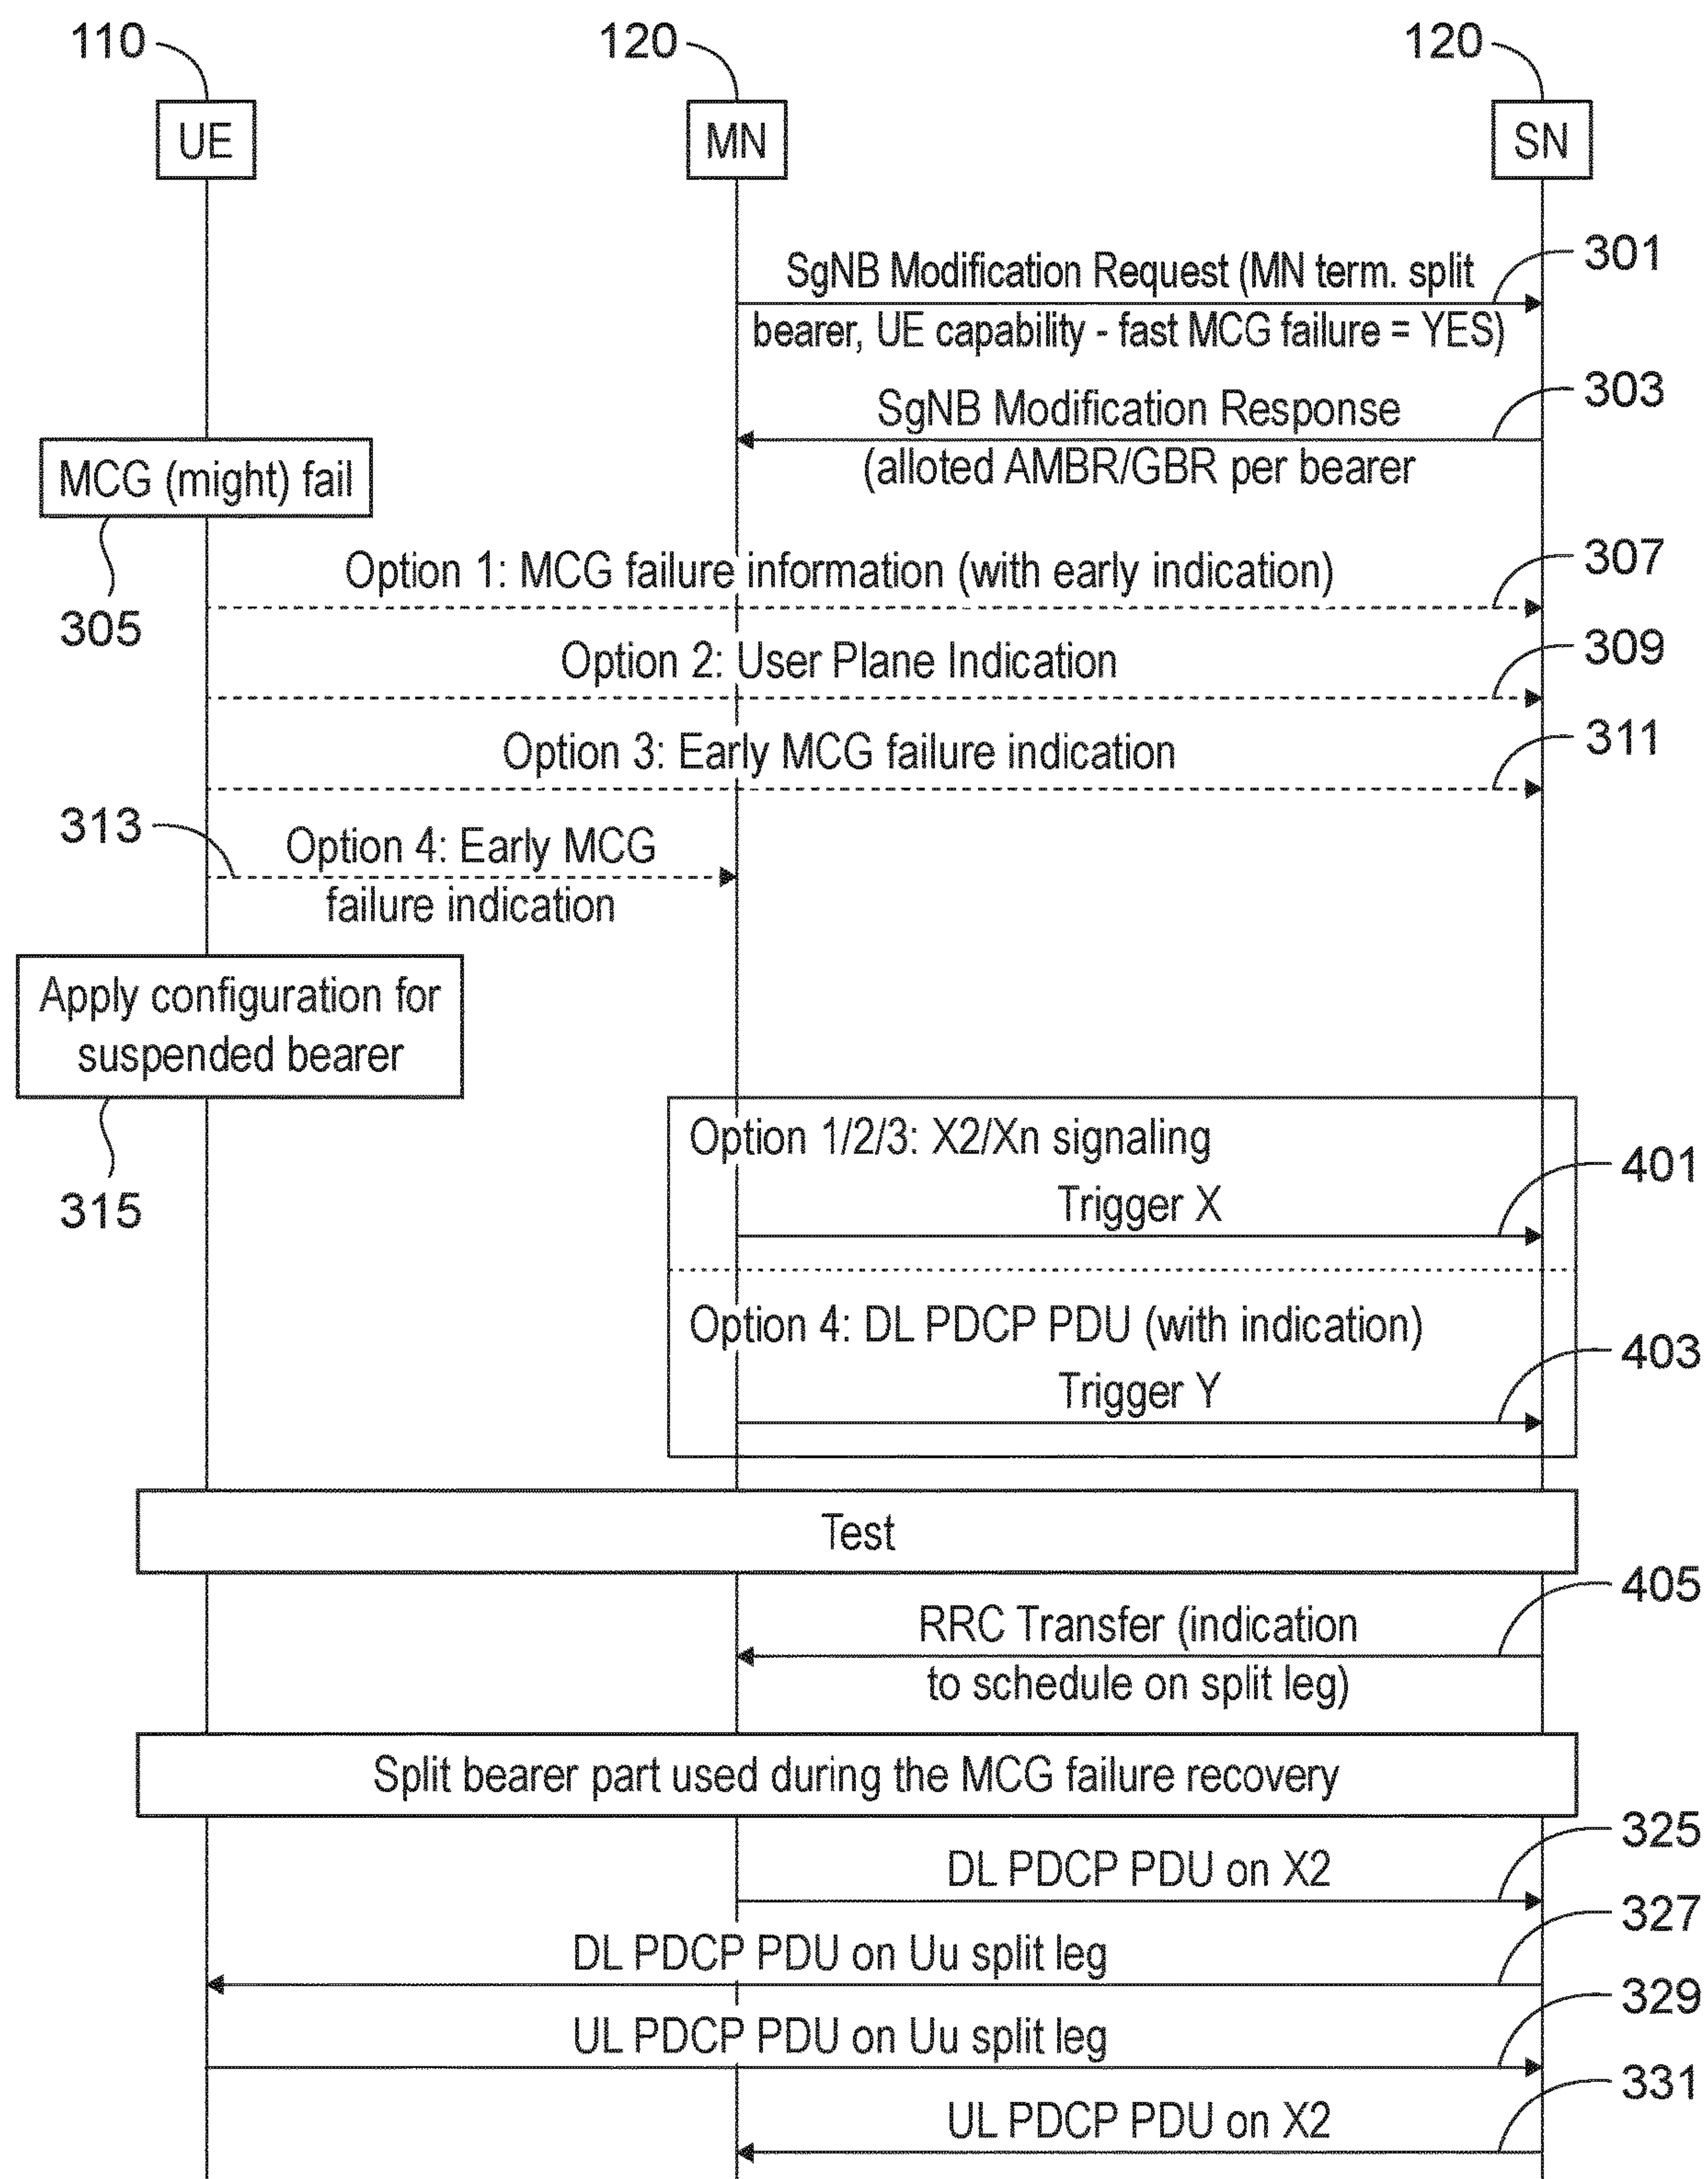 110
120
120
UE
MN
SN
SgNB Modification Request (MN term. split
301
bearer, UE capability - fast MCG failure = YES)
SgNB Modification Response
303
(alloted AMBR/GBR per bearer
MCG (might) fail
305
Option 1: MCG failure information (with early indication)
307
Option 2: User Plane Indication
309
Option 3: Early MCG failure indication
311
313
Option 4: Early MCG
failure indication
Apply configuration for
suspended bearer
315
Option 1/2/3: X2/Xn signaling
Trigger X
401
Option 4: DL PDCP PDU (with indication)
Trigger Y
403
Test
RRC Transfer (indication
405
to schedule on split leg)
Split bearer part used during the MCG failure recovery
DL PDCP PDU on X2
325
DL PDCP PDU on Uu split leg
327
UL PDCP PDU on Uu split leg
329
UL PDCP PDU on X2
331